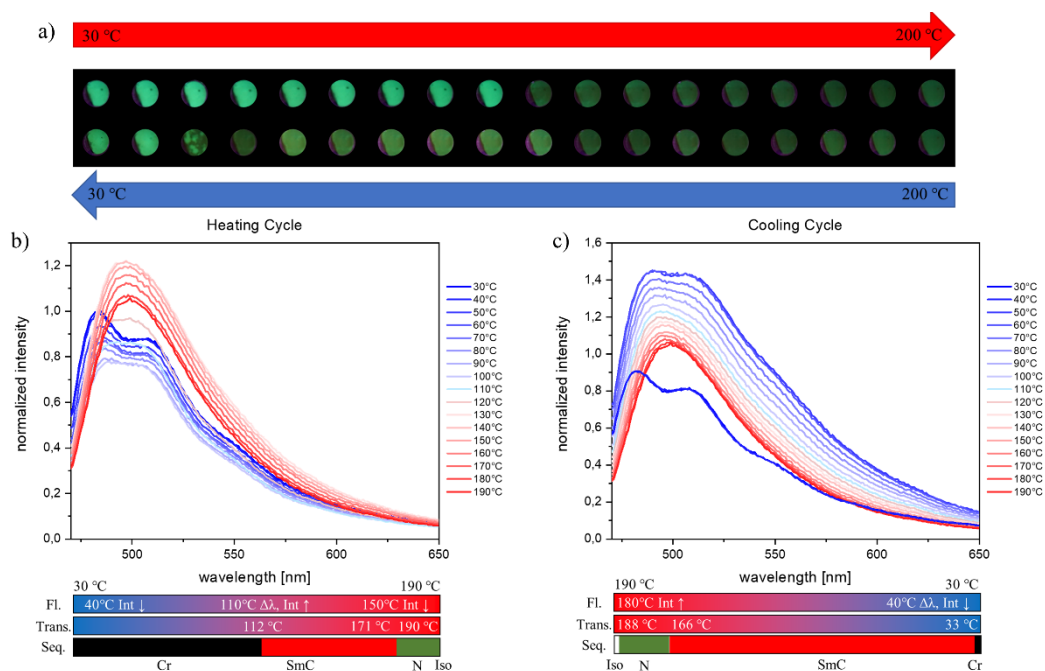 a)
30 °C 200 °C
30 °C 200 °C
b)
Heating Cycle
normalized intensity
1,2
1,0
0,8
0,6
0,4
0,2
0,0
500 550 600 650
wavelength [nm]
30°C
40°C
50°C
60°C
70°C
80°C
90°C
100°C
110°C
120°C
130°C
140°C
150°C
160°C
170°C
180°C
190°C
30 °C 190 °C
Fl. 40°C Int ↓ 110°C Δλ, Int ↑ 150°C Int ↓
Trans. 112 °C 171 °C 190 °C
Seq.
Cr SmC N Iso
c)
Cooling Cycle
normalized intensity
1,6
1,4
1,2
1,0
0,8
0,6
0,4
0,2
0,0
500 550 600 650
wavelength [nm]
30°C
40°C
50°C
60°C
70°C
80°C
90°C
100°C
110°C
120°C
130°C
140°C
150°C
160°C
170°C
180°C
190°C
190 °C 30 °C
Fl. 180°C Int ↑ 40°C Δλ, Int ↓
Trans. 188 °C 166 °C 33 °C
Seq.
Iso N SmC Cr